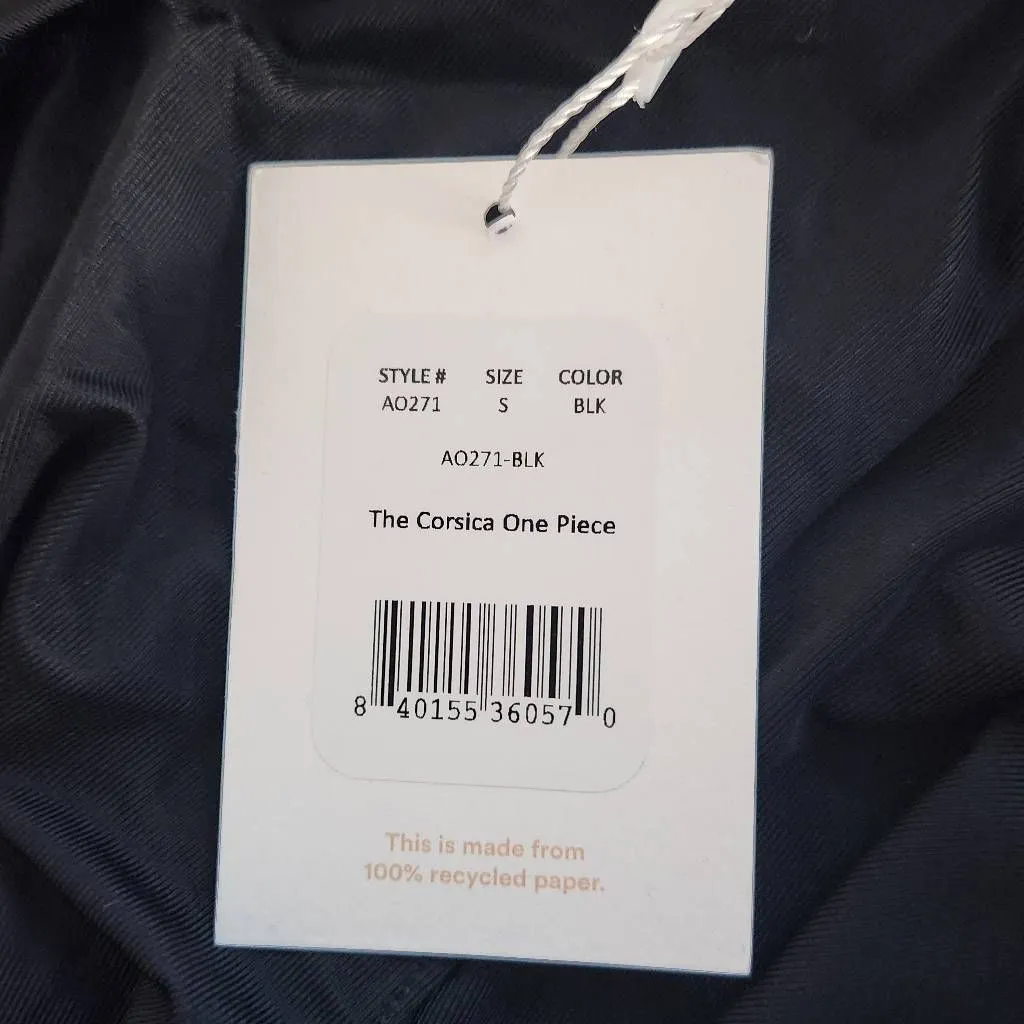 STYLE # SIZE COLOR
AO271 S BLK
AO271-BLK
The Corsica One Piece
8 40155 36057 0
This is made from
100% recycled paper.